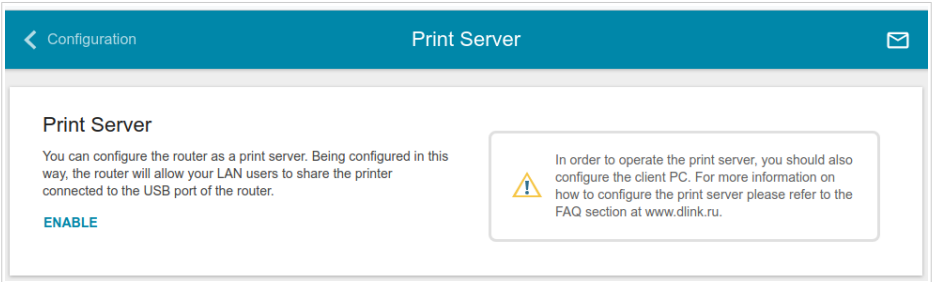 Configuration
Print Server
Print Server
You can configure the router as a print server. Being configured in this
way, the router will allow your LAN users to share the printer
connected to the USB port of the router.
ENABLE
In order to operate the print server, you should also
configure the client PC. For more information on
how to configure the print server please refer to the
FAQ section at www.dlink.ru.